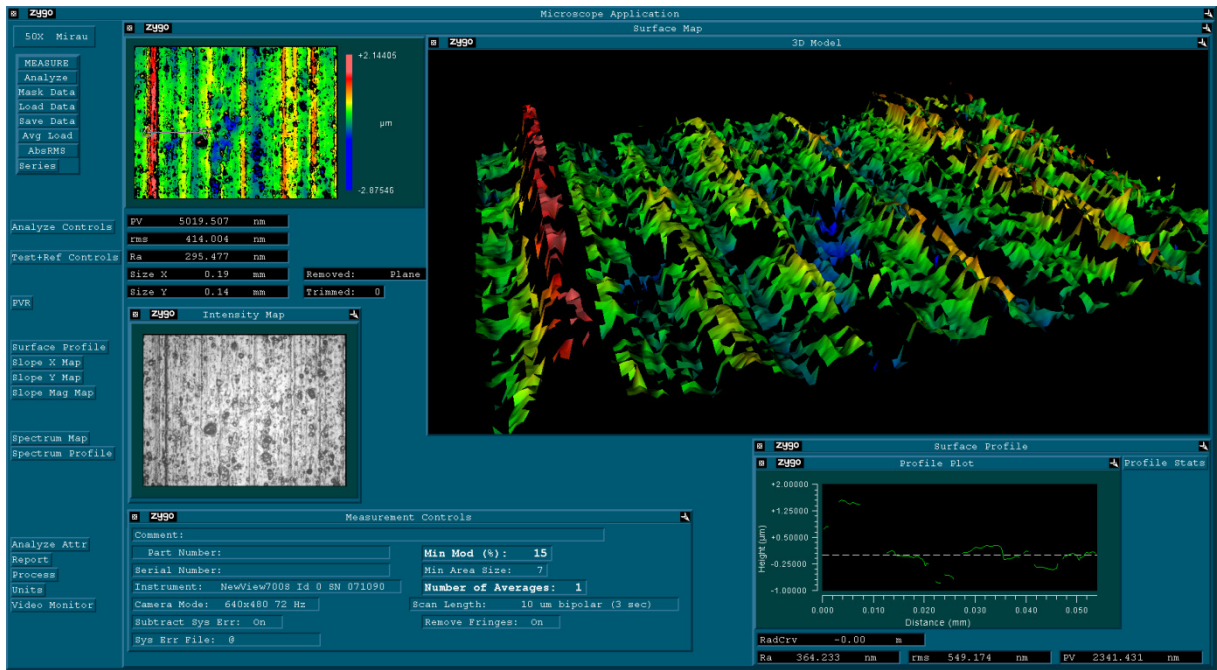 zygo Microscope Application
50X Mirau
MEASURE
Analyze
Mask Data
Load Data
Save Data
Avg Load
AbsRMS
Series
Analyze Controls
Test+Ref Controls
PVR
Surface Profile
Slope X Map
Slope Y Map
Slope Mag Map
Spectrum Map
Spectrum Profile
Analyze Attr
Report
Process
Units
Video Monitor
zygo Surface Map
+2.14405
µm
-2.87546
PV 5019.507 nm
rms 414.004 nm
Ra 295.477 nm
Size X 0.19 mm
Size Y 0.14 mm
Removed: Plane
Trimmed: 0
zygo 3D Model
zygo Intensity Map
zygo Measurement Controls
Comment:
Part Number:
Serial Number:
Instrument: NewView7008 Id 0 SN 071090
Camera Mode: 640x480 72 Hz
Subtract Sys Err: On
Sys Err File: @
Min Mod (%): 15
Min Area Size: 7
Number of Averages: 1
Scan Length: 10 um bipolar (3 sec)
Remove Fringes: On
zygo Surface Profile
zygo Profile Plot
Profile Stats
+2.00000
+1.25000
+0.50000
-0.25000
-1.00000
Height (µm)
0.000 0.010 0.020 0.030 0.040 0.050
Distance (mm)
RadCrv -0.00 m
Ra 364.233 nm rms 549.174 nm PV 2341.431 nm